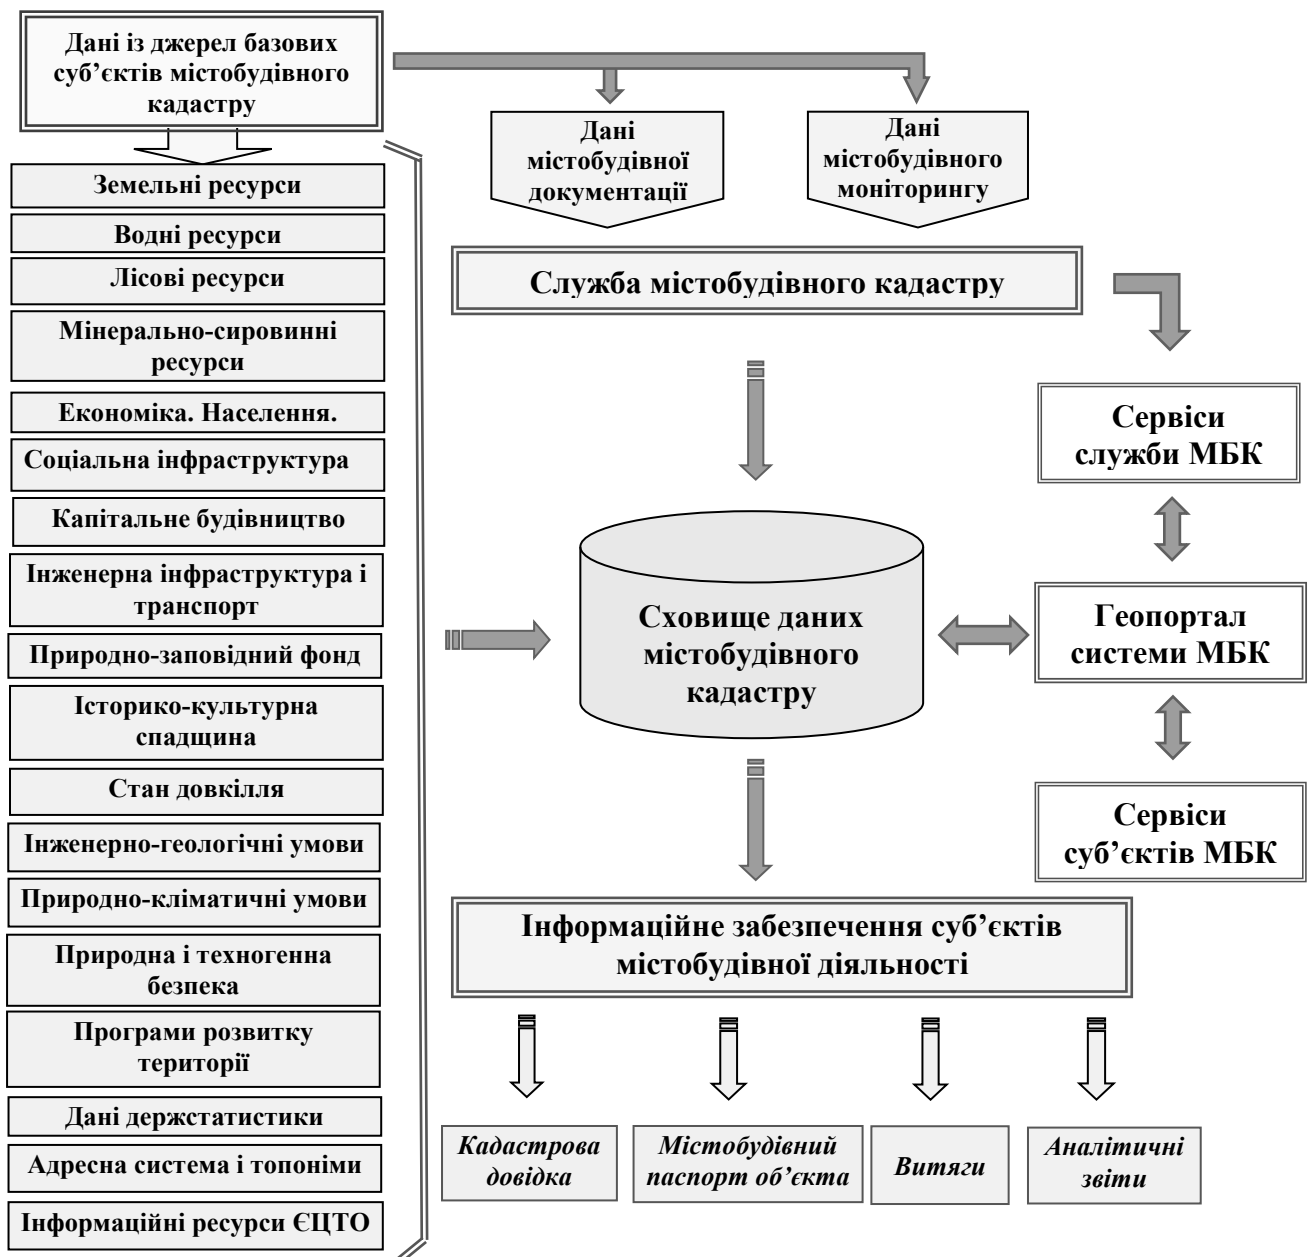 Дані із джерел базових
суб’єктів містобудівного
кадастру
Земельні ресурси
Водні ресурси
Лісові ресурси
Мінерально-сировинні
ресурси
Економіка. Населення.
Соціальна інфраструктура
Капітальне будівництво
Інженерна інфраструктура і
транспорт
Природно-заповідний фонд
Історико-культурна
спадщина
Стан довкілля
Інженерно-геологічні умови
Природно-кліматичні умови
Природна і техногенна
безпека
Програми розвитку
території
Дані держстатистики
Адресна система і топоніми
Інформаційні ресурси ЄЦТО
Дані
містобудівної
документації
Дані
містобудівного
моніторингу
Служба містобудівного кадастру
Сервіси
служби МБК
Сховище даних
містобудівного
кадастру
Геопортал
системи МБК
Сервіси
суб’єктів МБК
Інформаційне забезпечення суб’єктів
містобудівної діяльності
Кадастрова
довідка
Містобудівний
паспорт об’єкта
Витяги
Аналітичні
звіти